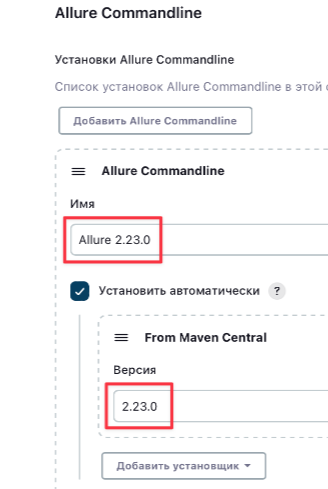 Allure Commandline
Установки Allure Commandline
Список установок Allure Commandline в этой
Добавить Allure Commandline
Allure Commandline
Имя
Allure 2.23.0
Установить автоматически ?
From Maven Central
Версия
2.23.0
Добавить установщик